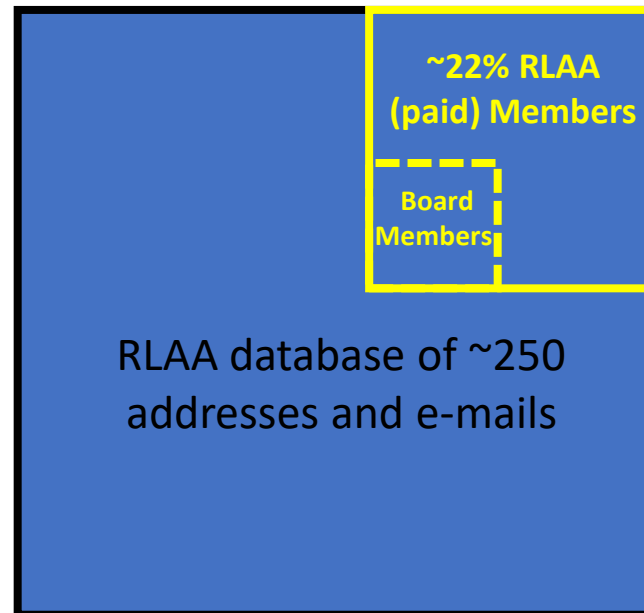 ~22% RLAA
(paid) Members
Board
Members
RLAA database of ~250
addresses and e-mails